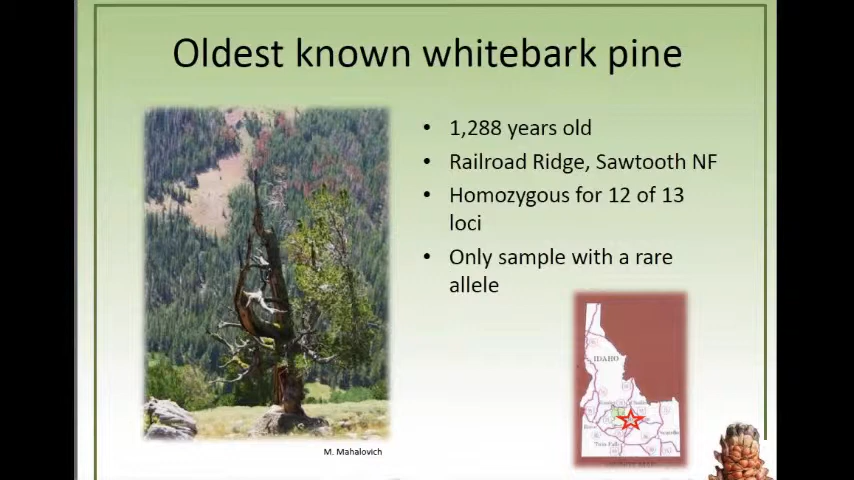 Oldest known whitebark pine
• 1,288 years old
• Railroad Ridge, Sawtooth NF
• Homozygous for 12 of 13
loci
• Only sample with a rare
allele
IDAHO
M. Mahalovich